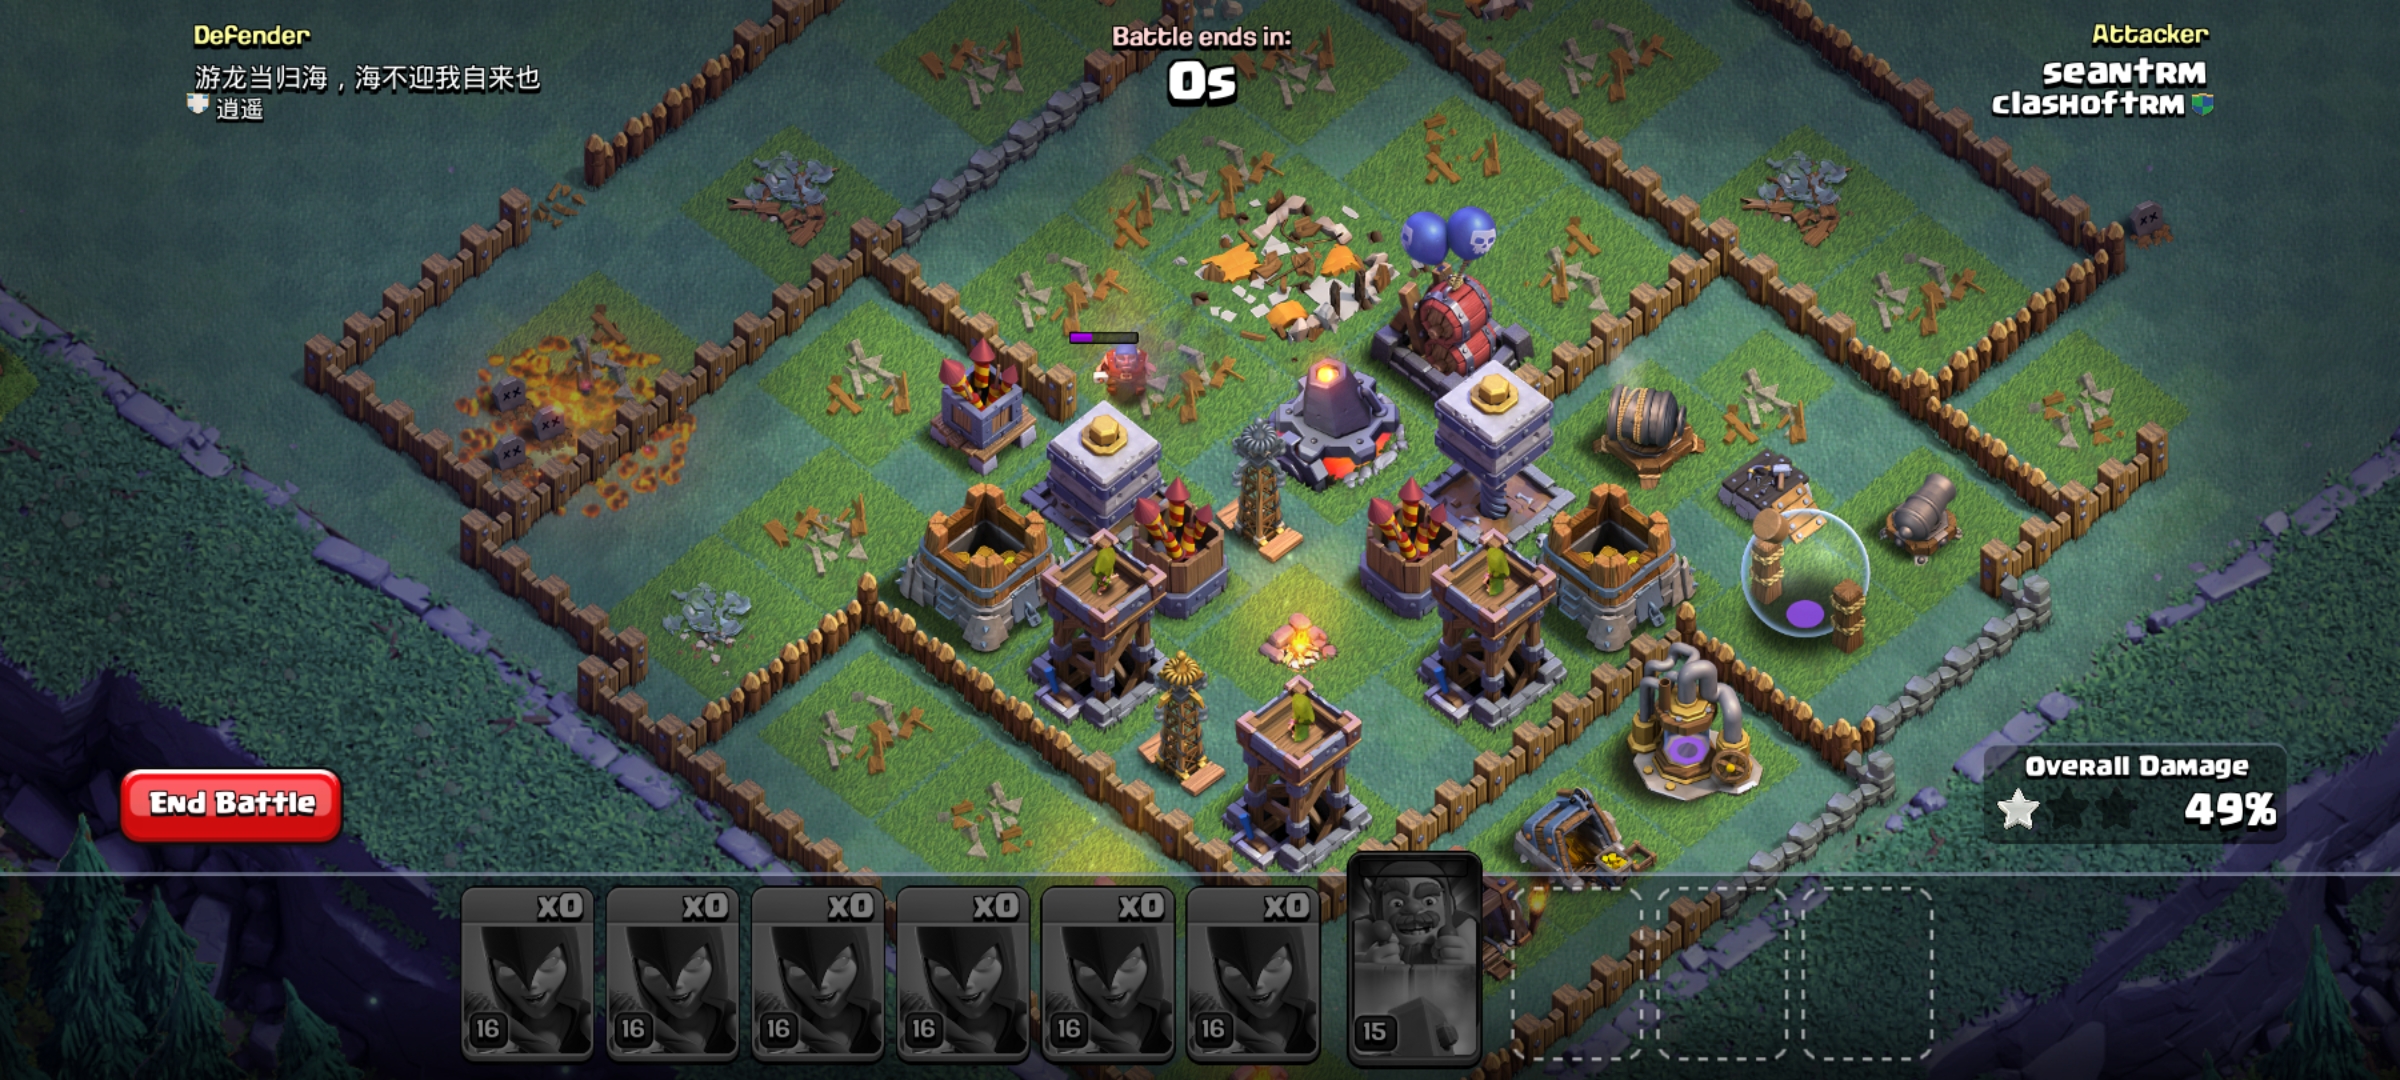 Defender
游龙当归海，海不迎我自来也
逍遥
Battle ends in:
0s
Attacker
seantRM
clashoftRM
End Battle
Overall Damage
49%
x0
x0
x0
x0
x0
x0
16
16
16
16
16
16
15